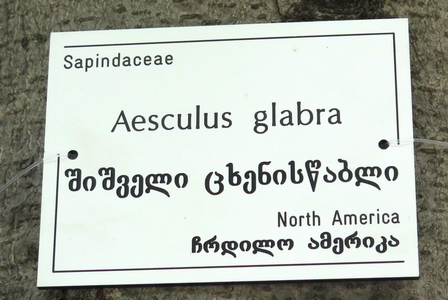 Sapindaceae
Aesculus glabra
შიშველი ცხენისწაბლი
North America
ჩრდილო ამერიკა